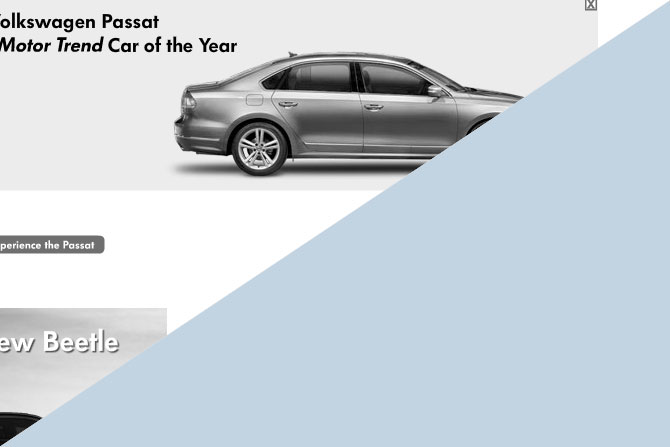 olkswagen Passat
Motor Trend Car of the Year
X
perience the Passat
ew Beetle